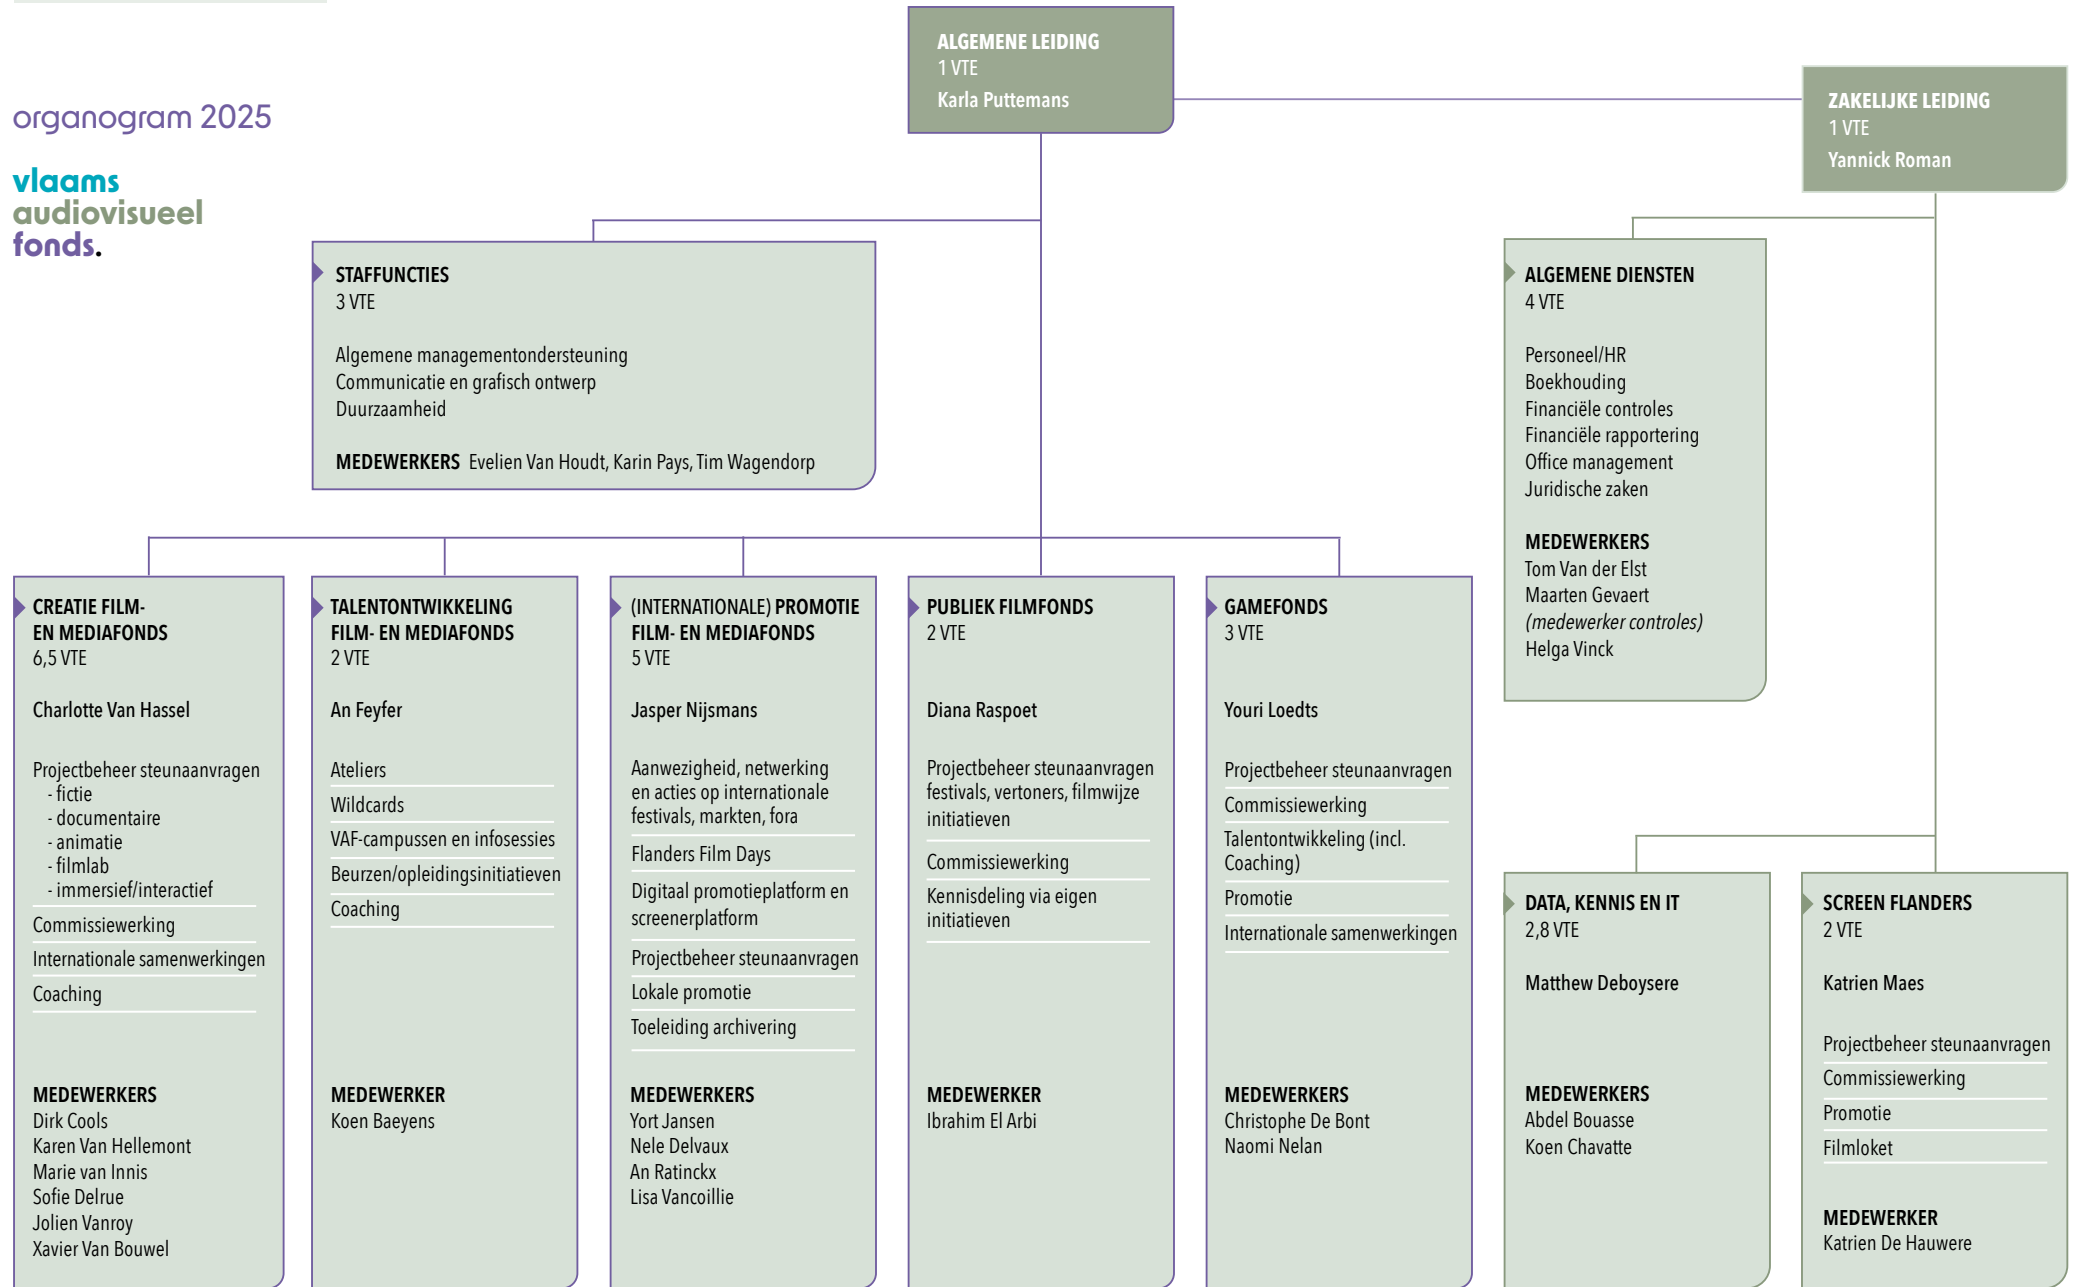 organogram 2025
vlaams
audiovisueel
fonds.
ALGEMENE LEIDING
1 VTE
Karla Puttemans
ZAKELIJKE LEIDING
1 VTE
Yannick Roman
STAFFUNCTIES
3 VTE
Algemene managementondersteuning
Communicatie en grafisch ontwerp
Duurzaamheid
MEDEWERKERS Evelien Van Houdt, Karin Pays, Tim Wagendorp
ALGEMENE DIENSTEN
4 VTE
Personeel/HR
Boekhouding
Financiële controles
Financiële rapportering
Office management
Juridische zaken
MEDEWERKERS
Tom Van der Elst
Maarten Gevaert
(medewerker controles)
Helga Vinck
CREATIE FILM-
EN MEDIAFONDS
6,5 VTE
Charlotte Van Hassel
Projectbeheer steunaanvragen
- fictie
- documentaire
- animatie
- filmlab
- immersief/interactief
Commissiewerking
Internationale samenwerkingen
Coaching
MEDEWERKERS
Dirk Cools
Karen Van Hellemont
Marie van Innis
Sofie Delrue
Jolien Vanroy
Xavier Van Bouwel
TALENTONTWIKKELING
FILM- EN MEDIAFONDS
2 VTE
An Feyfer
Ateliers
Wildcards
VAF-campussen en infosessies
Beurzen/opleidingsinitiatieven
Coaching
MEDEWERKER
Koen Baeyens
(INTERNATIONALE) PROMOTIE
FILM- EN MEDIAFONDS
5 VTE
Jasper Nijsmans
Aanwezigheid, netwerking
en acties op internationale
festivals, markten, fora
Flanders Film Days
Digitaal promotieplatform en
screenerplatform
Projectbeheer steunaanvragen
Lokale promotie
Toeleiding archivering
MEDEWERKERS
Yort Jansen
Nele Delvaux
An Ratinckx
Lisa Vancoillie
PUBLIEK FILMFONDS
2 VTE
Diana Raspoet
Projectbeheer steunaanvragen
festivals, vertoners, filmwijze
initiatieven
Commissiewerking
Kennisdeling via eigen
initiatieven
MEDEWERKER
Ibrahim El Arbi
GAMEFONDS
3 VTE
Youri Loedts
Projectbeheer steunaanvragen
Commissiewerking
Talentontwikkeling (incl.
Coaching)
Promotie
Internationale samenwerkingen
MEDEWERKERS
Christophe De Bont
Naomi Nelan
DATA, KENNIS EN IT
2,8 VTE
Matthew Deboysere
MEDEWERKERS
Abdel Bouasse
Koen Chavatte
SCREEN FLANDERS
2 VTE
Katrien Maes
Projectbeheer steunaanvragen
Commissiewerking
Promotie
Filmloket
MEDEWERKER
Katrien De Hauwere